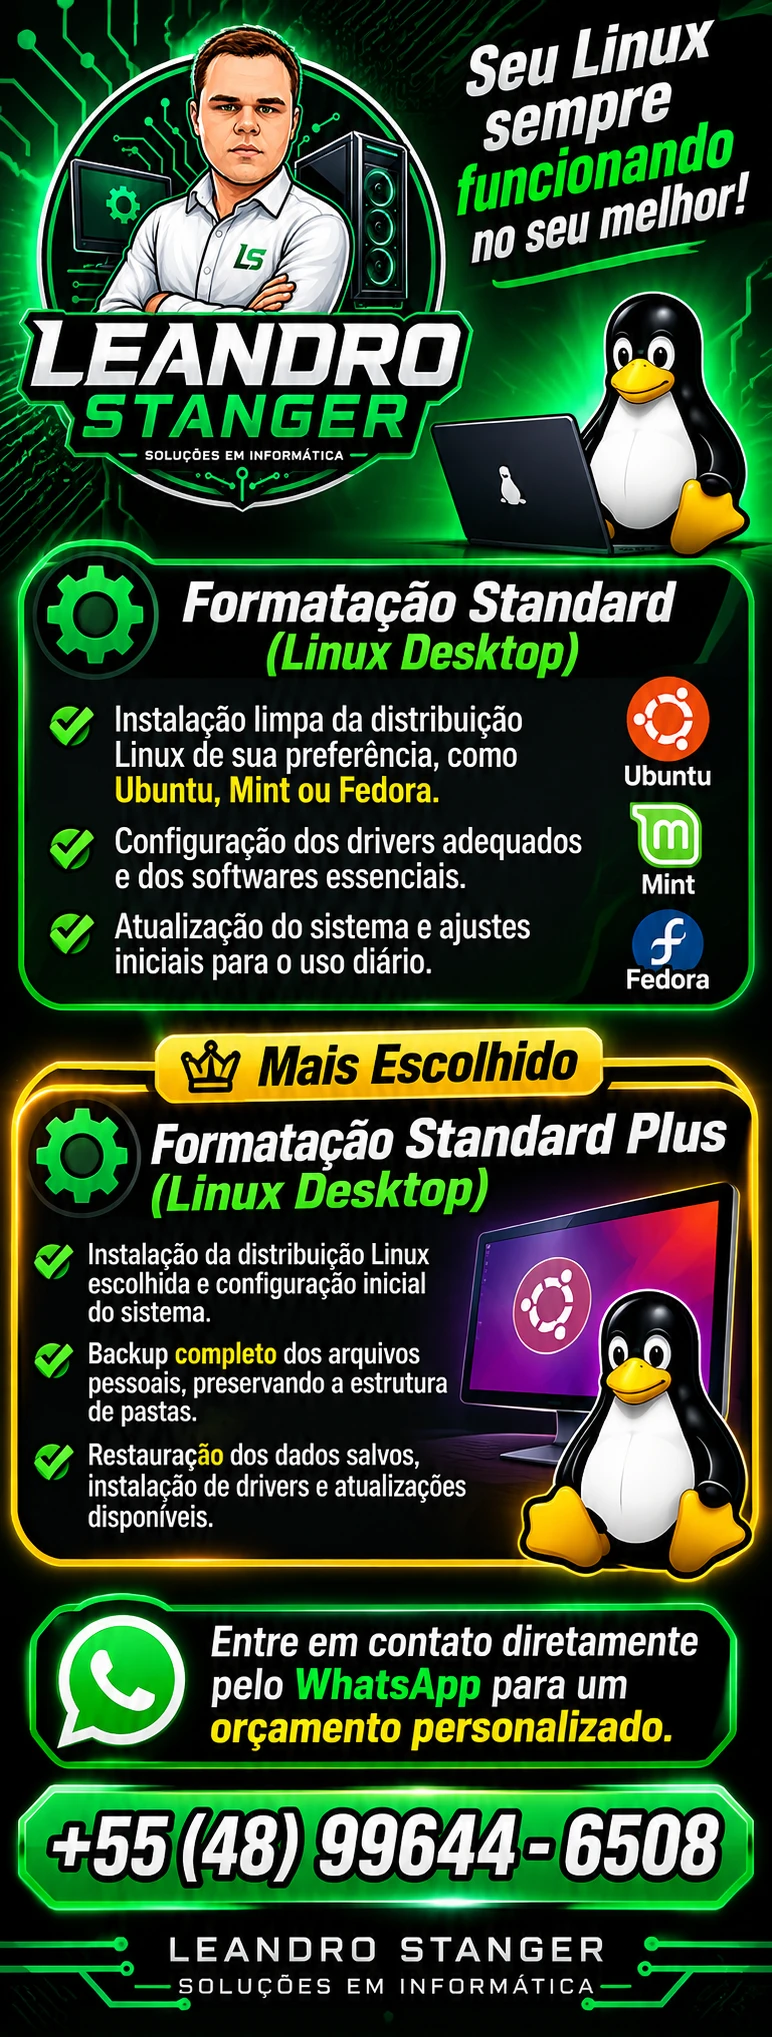 Seu Linux
sempre
funcionando
no seu melhor!
LS
LEANDRO
STANGER
SOLUÇÕES EM INFORMÁTICA
Formatação Standard
(Linux Desktop)
Instalação limpa da distribuição
Linux de sua preferência, como
Ubuntu, Mint ou Fedora.
Configuração dos drivers adequados
e dos softwares essenciais.
Atualização do sistema e ajustes
iniciais para o uso diário.
Ubuntu
Mint
Fedora
Mais Escolhido
Formatação Standard Plus
(Linux Desktop)
Instalação da distribuição Linux
escolhida e configuração inicial
do sistema.
Backup completo dos arquivos
pessoais, preservando a estrutura
de pastas.
Restauração dos dados salvos,
instalação de drivers e atualizações
disponíveis.
Entre em contato diretamente
pelo WhatsApp para um
orçamento personalizado.
+55 (48) 99644-6508
LEANDRO STANGER
SOLUÇÕES EM INFORMÁTICA